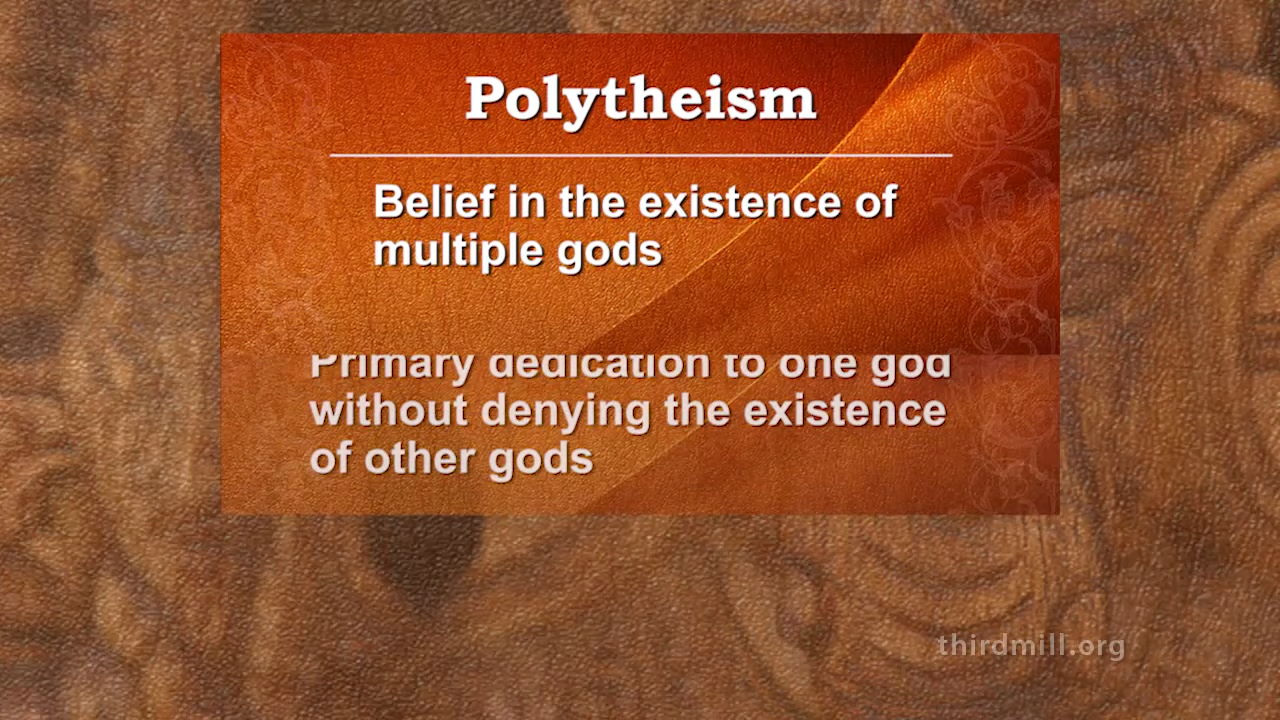 Polytheism
Belief in the existence of
multiple gods
Primary dedication to one god
without denying the existence
of other gods
thirdmill.org